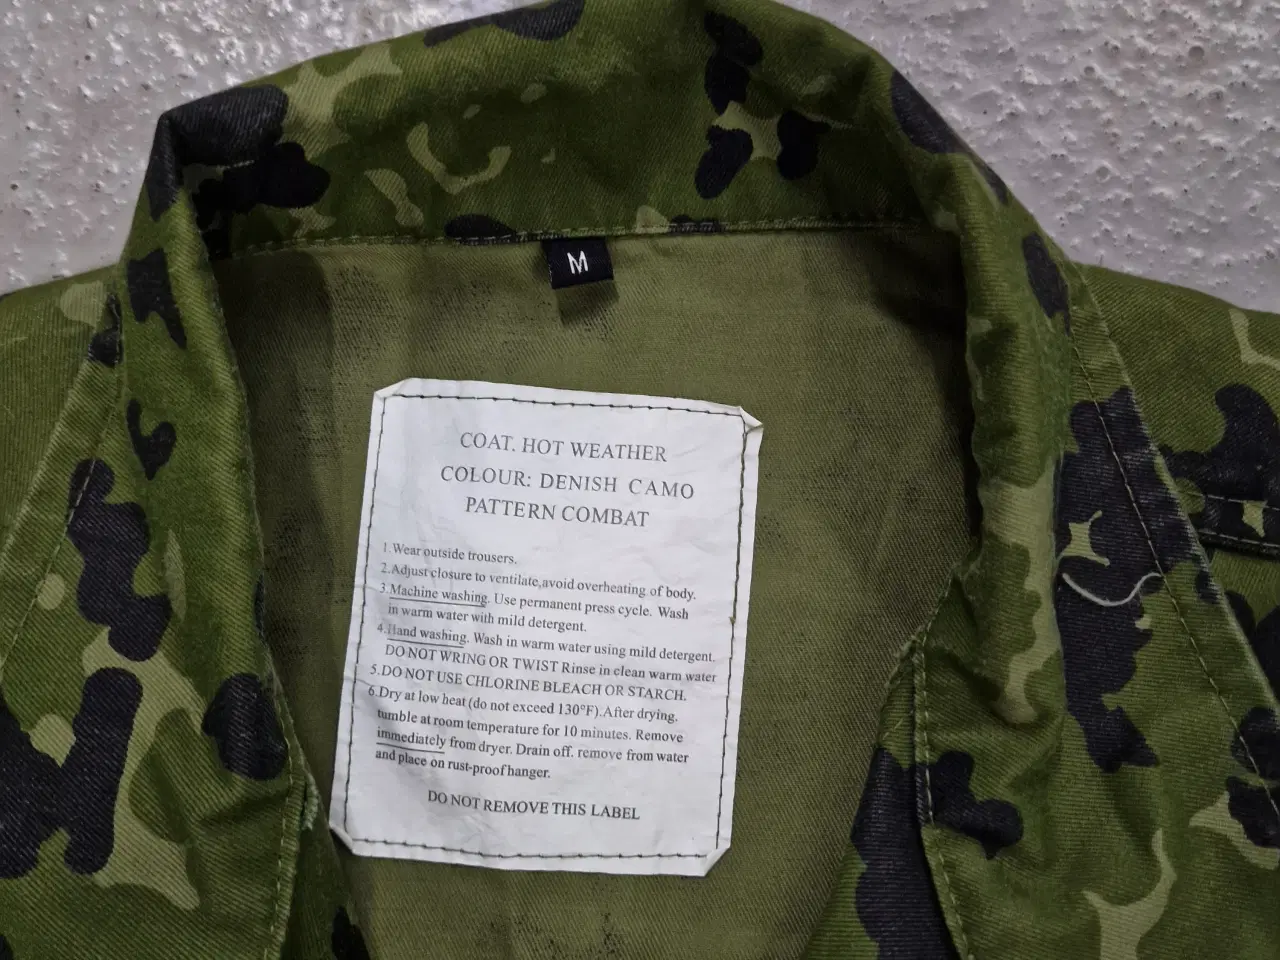 M
COAT. HOT WEATHER
COLOUR: DENISH CAMO
PATTERN COMBAT
1.Wear outside trousers.
2.Adjust closure to ventilate,avoid overheating of body.
3.Machine washing. Use permanent press cycle. Wash
in warm water with mild detergent.
4.Hand washing. Wash in warm water using mild detergent.
DO NOT WRING OR TWIST Rinse in clean warm water
5.DO NOT USE CHLORINE BLEACH OR STARCH.
6.Dry at low heat (do not exceed 130°F).After drying.
tumble at room temperature for 10 minutes. Remove
immediately from dryer. Drain off. remove from water
and place on rust-proof hanger.
DO NOT REMOVE THIS LABEL